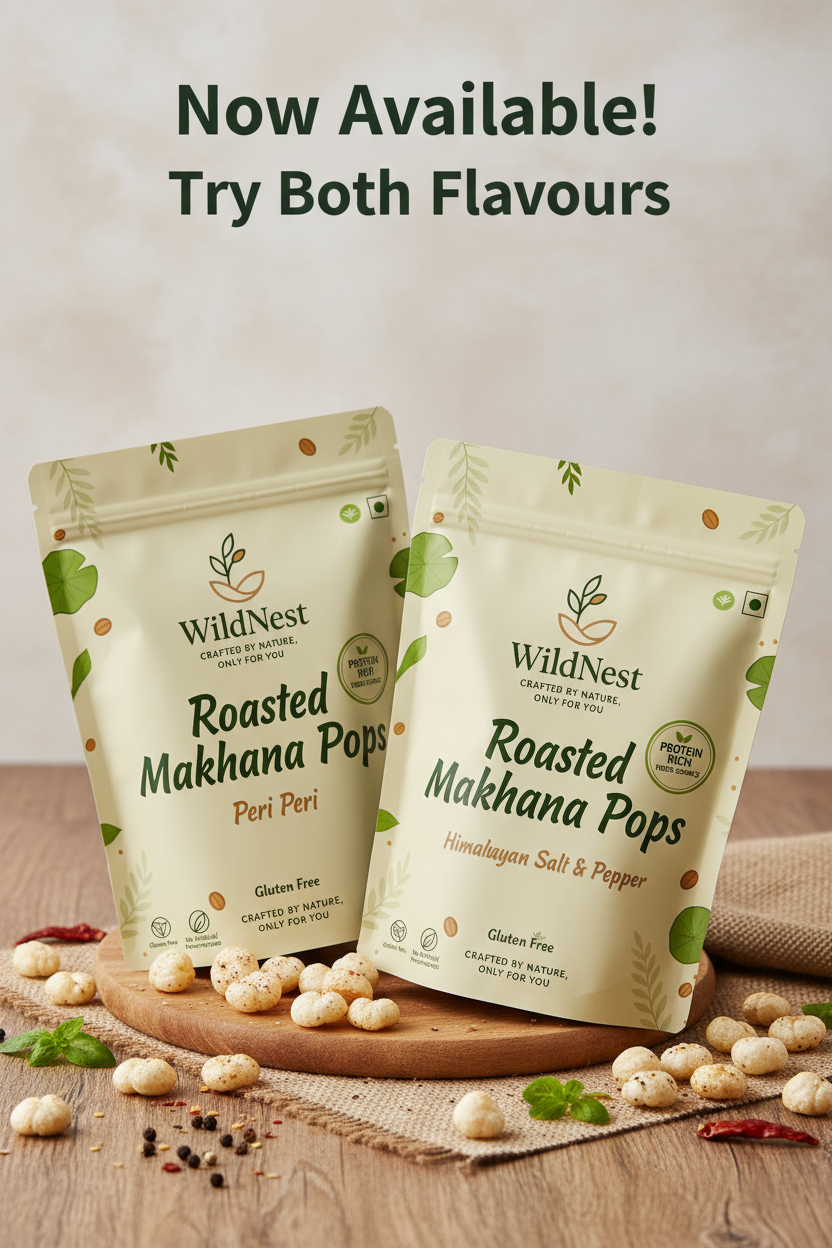 Now Available!
Try Both Flavours
WildNest
CRAFTED BY NATURE,
ONLY FOR YOU
PROTEIN
Roasted
Makhana Pops
Peri Peri
Gluten Free
CRAFTED BY NATURE,
ONLY FOR YOU
WildNest
CRAFTED BY NATURE,
ONLY FOR YOU
PROTEIN
RICH
Roasted
Makhana Pops
Himalayan Salt & Pepper
Gluten Free
CRAFTED BY NATURE,
ONLY FOR YOU